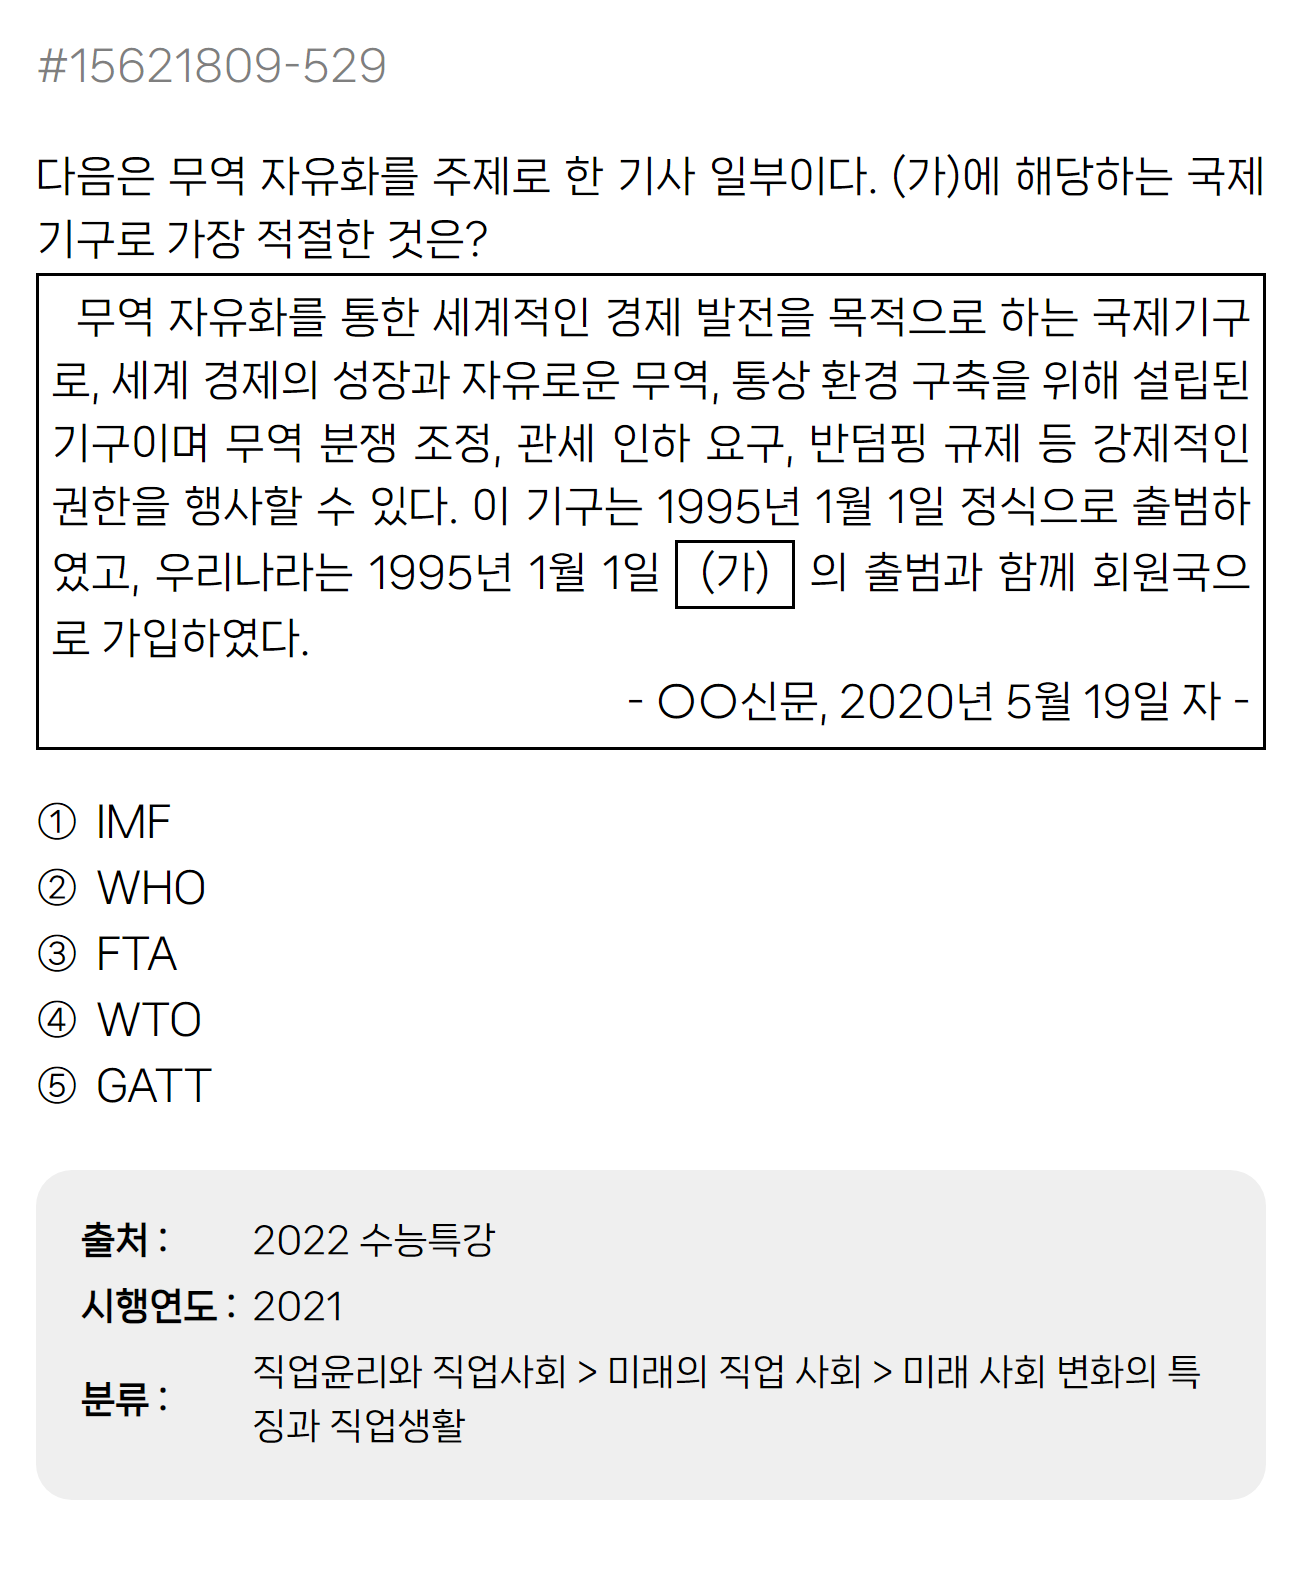 #15621809-529
다음은 무역 자유화를 주제로 한 기사 일부이다. (가)에 해당하는 국제
기구로 가장 적절한 것은?
무역 자유화를 통한 세계적인 경제 발전을 목적으로 하는 국제기구
로, 세계 경제의 성장과 자유로운 무역, 통상 환경 구축을 위해 설립된
기구이며 무역 분쟁 조정, 관세 인하 요구, 반덤핑 규제 등 강제적인
권한을 행사할 수 있다. 이 기구는 1995년 1월 1일 정식으로 출범하
였고, 우리나라는 1995년 1월 1일 (가) 의 출범과 함께 회원국으
로 가입하였다.
- ○○신문, 2020년 5월 19일 자 -
① IMF
② WHO
③ FTA
④ WTO
⑤ GATT
출처 : 2022 수능특강
시행연도 : 2021
분류 : 직업윤리와 직업사회 > 미래의 직업 사회 > 미래 사회 변화의 특
징과 직업생활